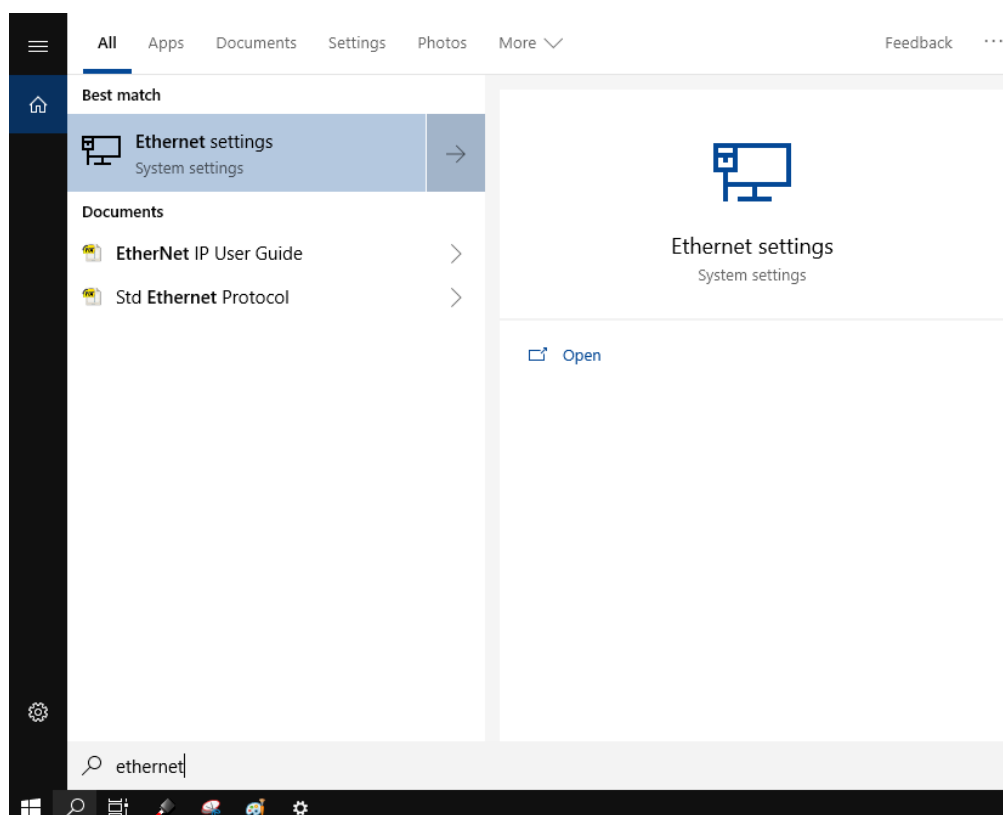 All Apps Documents Settings Photos More Feedback ...
Best match
Ethernet settings
System settings
Documents
EtherNet IP User Guide
Std Ethernet Protocol
Ethernet settings
System settings
Open
ethernet